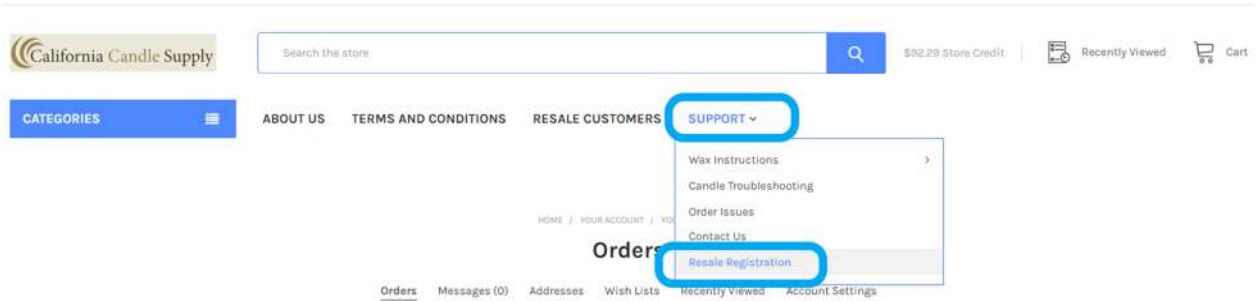 California Candle Supply
Search the store
$92.29 Store Credit
Recently Viewed
Cart
CATEGORIES
ABOUT US
TERMS AND CONDITIONS
RESALE CUSTOMERS
SUPPORT
Wax Instructions
Candle Troubleshooting
Order Issues
Contact Us
Resale Registration
HOME / YOUR ACCOUNT /
Orders
Orders
Messages (0)
Addresses
Wish Lists
Recently Viewed
Account Settings